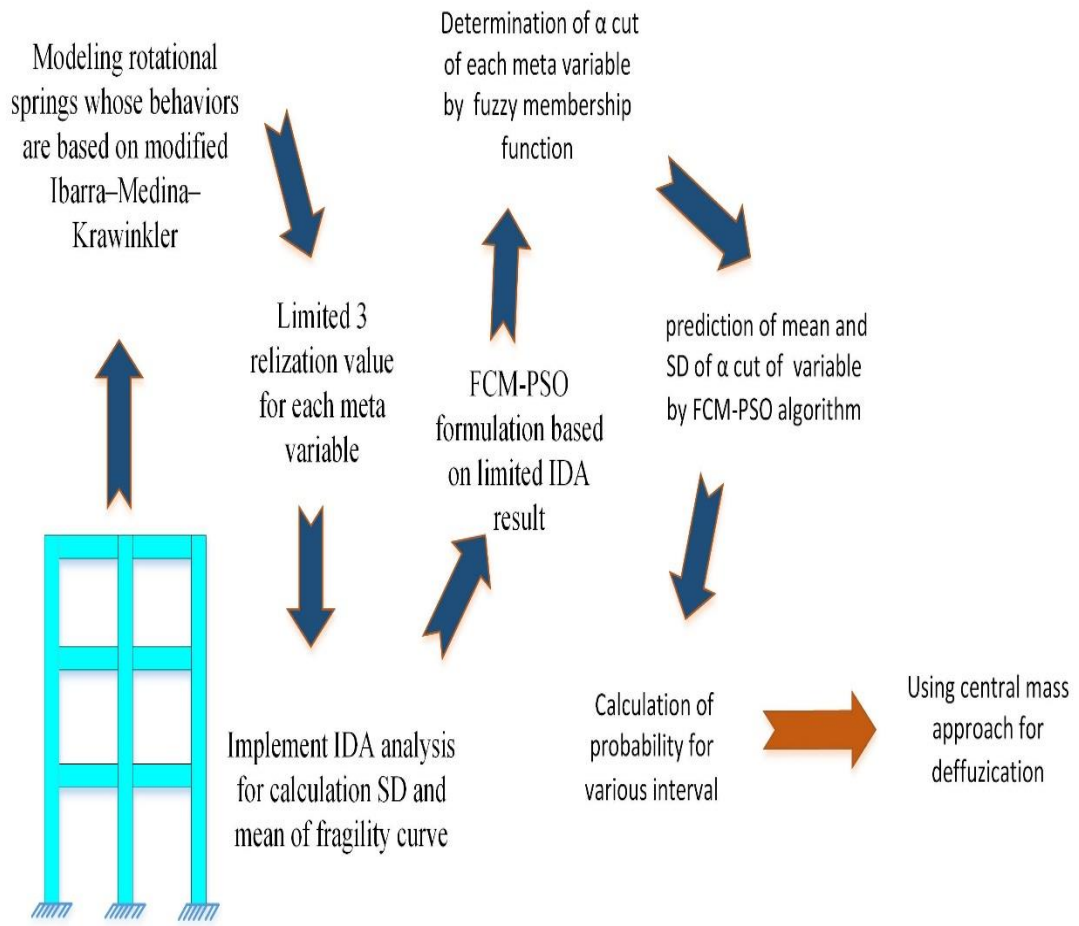 Modeling rotational
springs whose behaviors
are based on modified
Ibarra–Medina–
Krawinkler
Limited 3
relization value
for each meta
variable
Implement IDA analysis
for calculation SD and
mean of fragility curve
FCM-PSO
formulation based
on limited IDA
result
Determination of α cut
of each meta variable
by fuzzy membership
function
prediction of mean and
SD of α cut of variable
by FCM-PSO algorithm
Calculation of
probability for
various interval
Using central mass
approach for
deffuzication